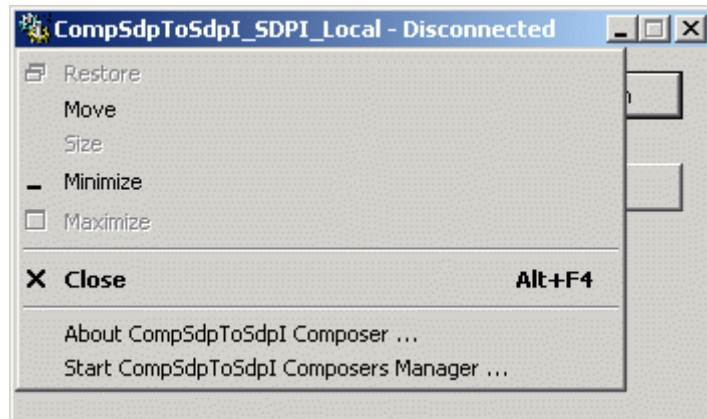 CompSdpToSdpI_SDPI_Local - Disconnected
Restore
Move
Size
Minimize
Maximize
Close Alt+F4
About CompSdpToSdpI Composer ...
Start CompSdpToSdpI Composers Manager ...